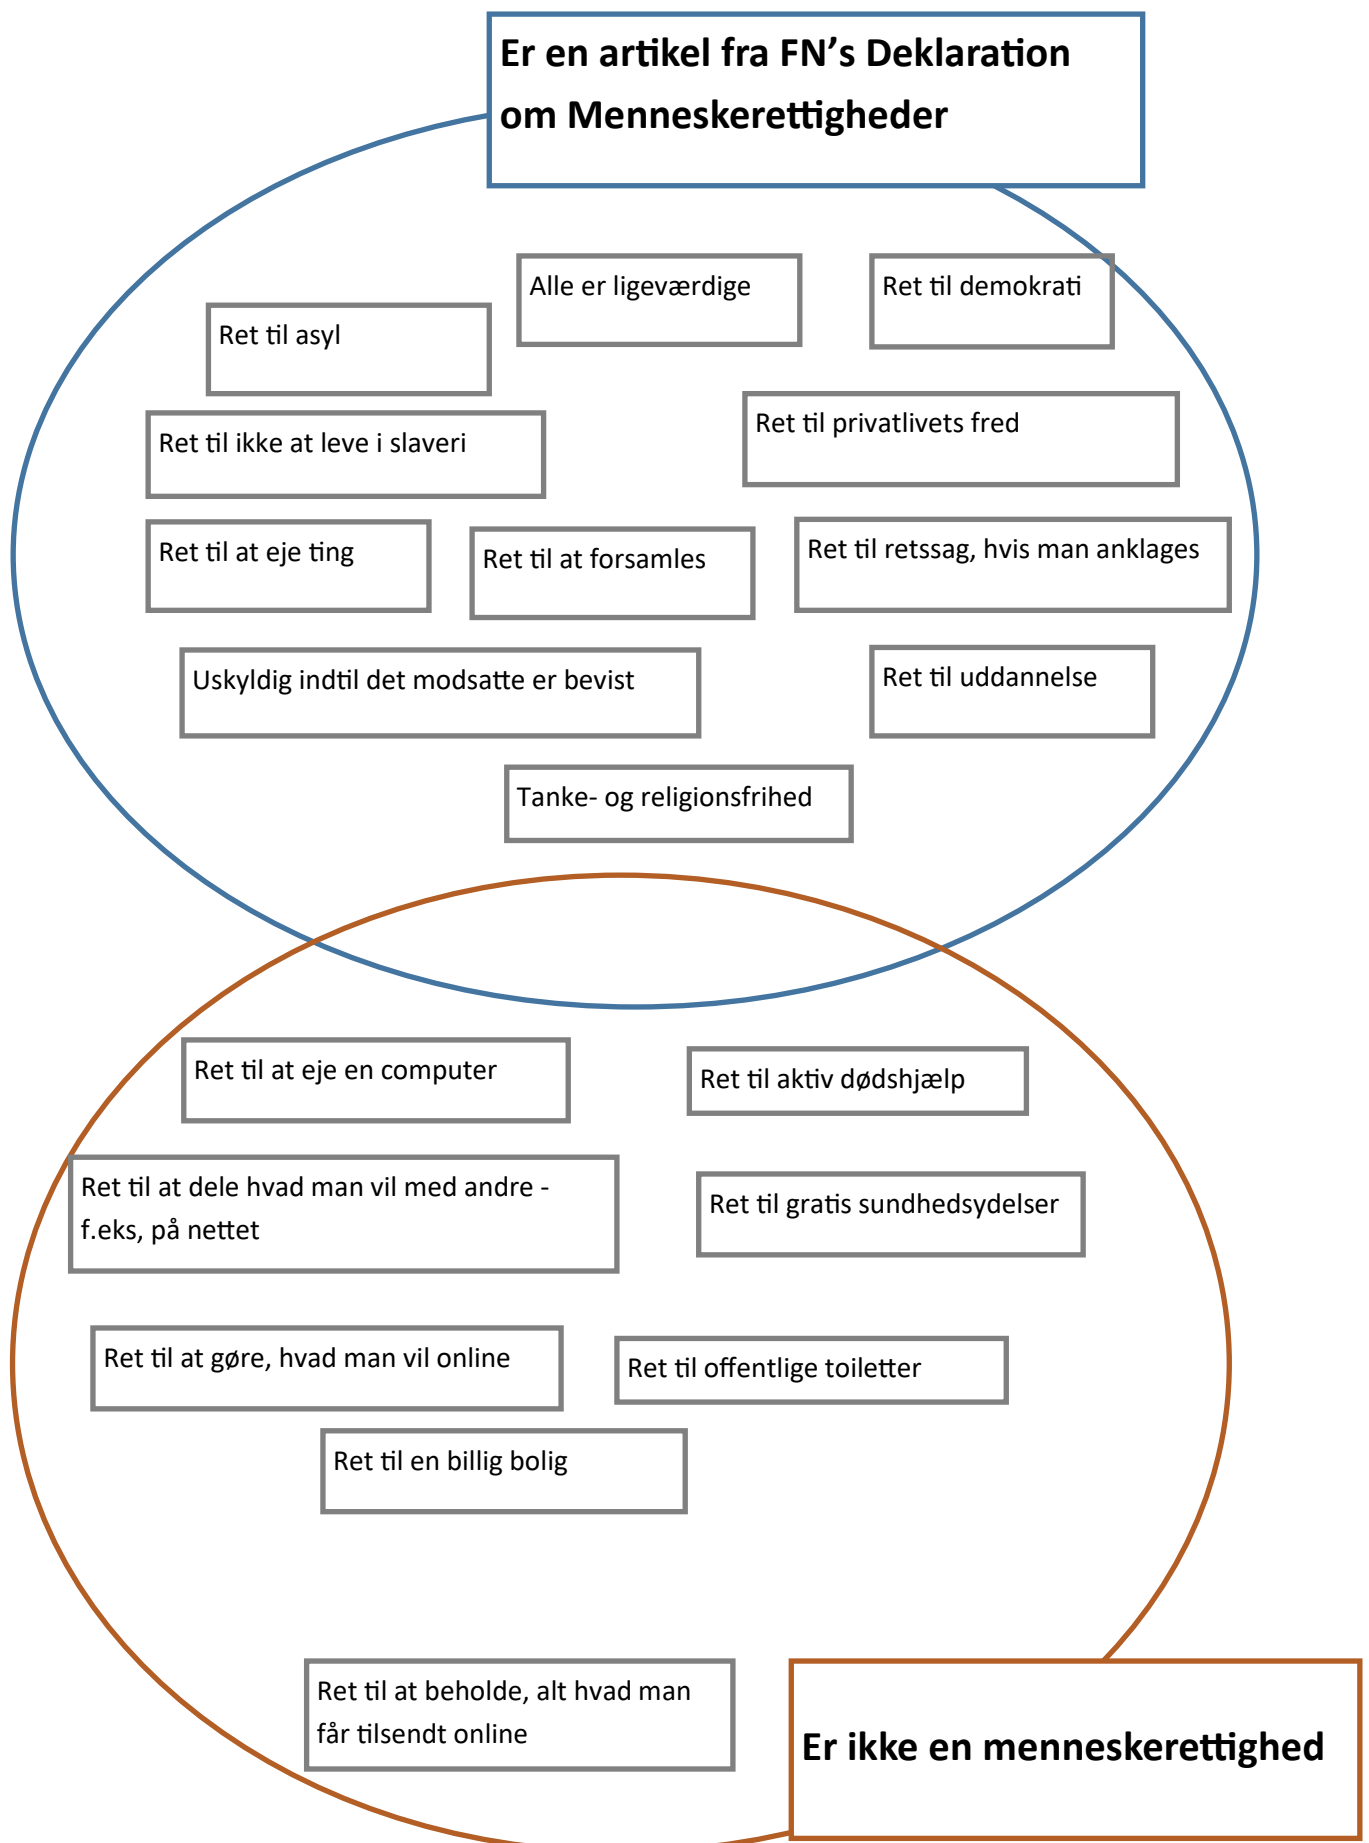 Er en artikel fra FN’s Deklaration
om Menneskerettigheder
Alle er ligeværdige
Ret til demokrati
Ret til asyl
Ret til privatlivets fred
Ret til ikke at leve i slaveri
Ret til at eje ting
Ret til at forsamles
Ret til retssag, hvis man anklages
Uskyldig indtil det modsatte er bevist
Ret til uddannelse
Tanke- og religionsfrihed
Ret til at eje en computer
Ret til aktiv dødshjælp
Ret til at dele hvad man vil med andre -
f.eks, på nettet
Ret til gratis sundhedsydelser
Ret til at gøre, hvad man vil online
Ret til offentlige toiletter
Ret til en billig bolig
Ret til at beholde, alt hvad man
får tilsendt online
Er ikke en menneskerettighed